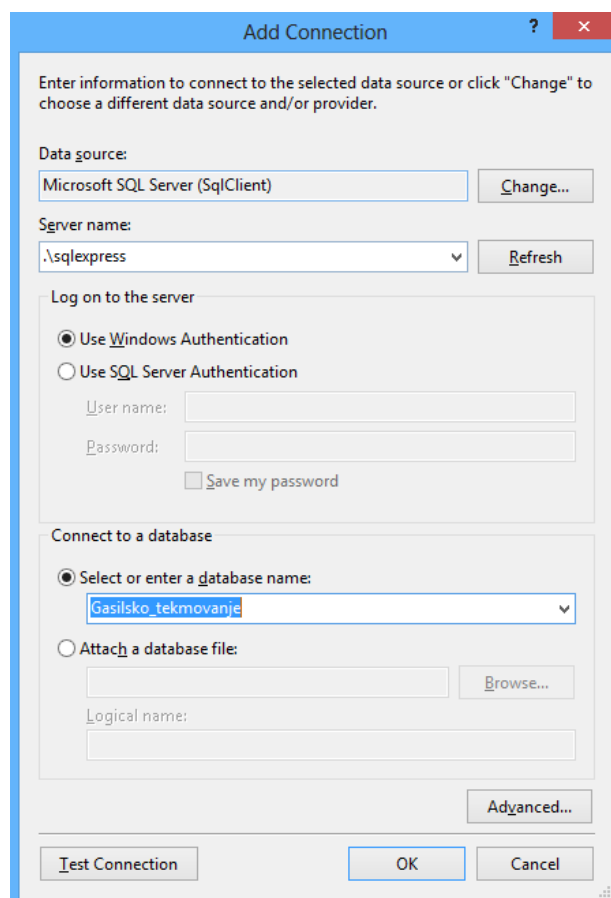 Add Connection
?
Enter information to connect to the selected data source or click "Change" to
choose a different data source and/or provider.
Data source:
Microsoft SQL Server (SqlClient)
Change...
Server name:
.\sqlexpress
Refresh
Log on to the server
Use Windows Authentication
Use SQL Server Authentication
User name:
Password:
Save my password
Connect to a database
Select or enter a database name:
Gasilsko_tekmovanje
Attach a database file:
Browse...
Logical name:
Advanced...
Test Connection
OK
Cancel